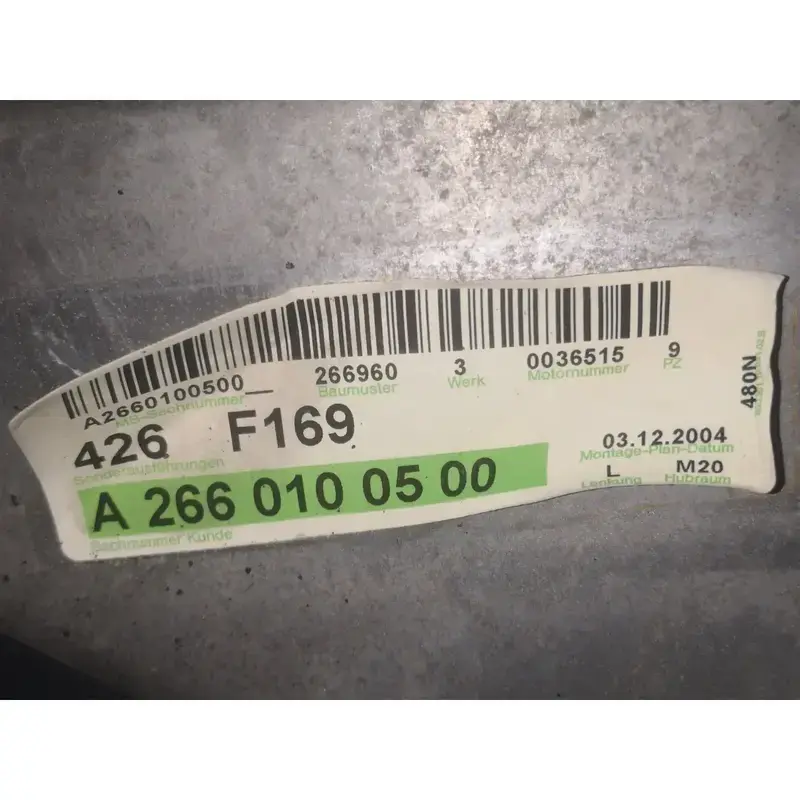 A2660100500__ 266960 3 0036515 9
MB-Sachnummer Baumuster Werk Motornummer PZ
426 F169
Sonderausführungen
A 266 010 05 00
Sachnummer Kunde
03.12.2004
Montage-Plan-Datum
L M20
Lenkung Hubraum
480N